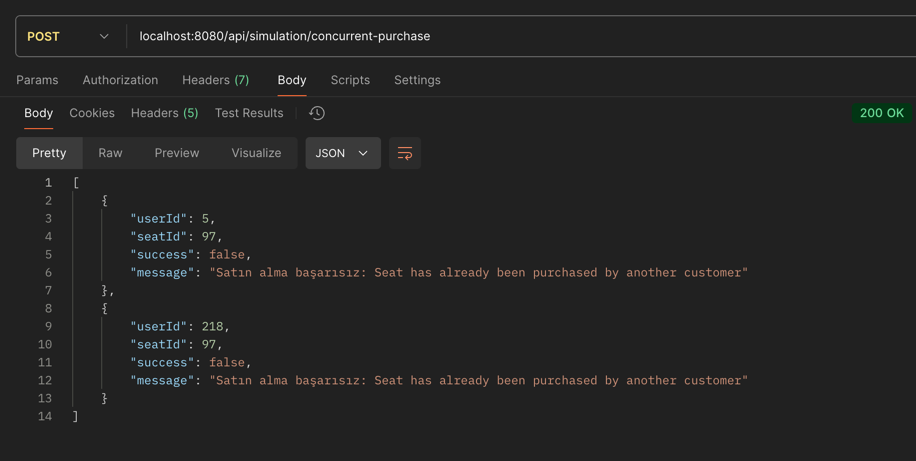 POST localhost:8080/api/simulation/concurrent-purchase
Params Authorization Headers (7) Body Scripts Settings
Body Cookies Headers (5) Test Results 200 OK
Pretty Raw Preview Visualize JSON
1 [
2 {
3 "userId": 5,
4 "seatId": 97,
5 "success": false,
6 "message": "Satın alma başarısız: Seat has already been purchased by another customer"
7 },
8 {
9 "userId": 218,
10 "seatId": 97,
11 "success": false,
12 "message": "Satın alma başarısız: Seat has already been purchased by another customer"
13 }
14 ]